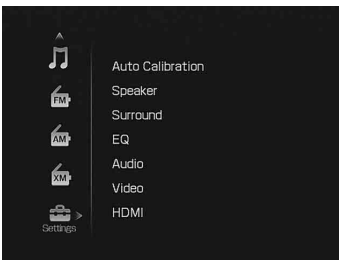 Auto Calibration
Speaker
FM
Surround
AM
EQ
Audio
XM
Video
HDMI
Settings